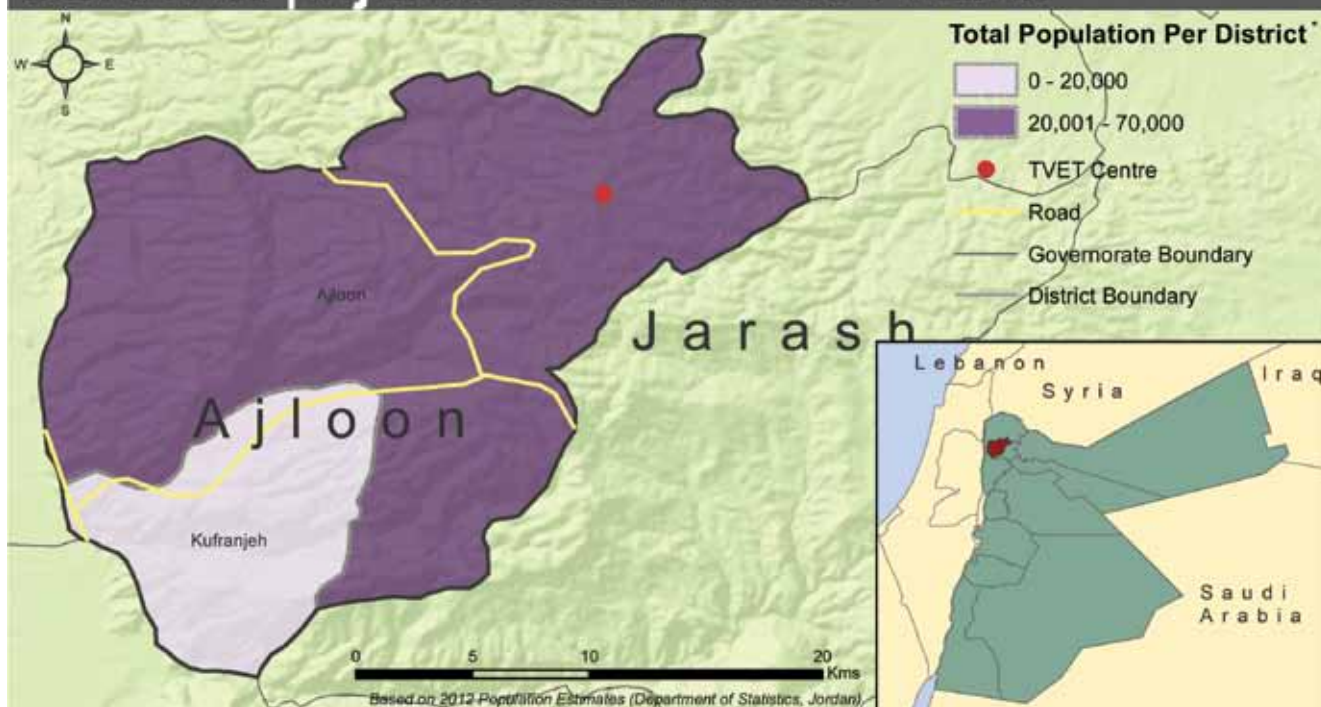 N
W E
S
Total Population Per District*
0 - 20,000
20,001 - 70,000
TVET Centre
Road
Governorate Boundary
District Boundary
Ajloon
Jarash
Ajloon
Kufranjeh
Lebanon
Syria
Iraq
Saudi
Arabia
0 5 10 20
Kms
Based on 2012 Population Estimates (Department of Statistics, Jordan)